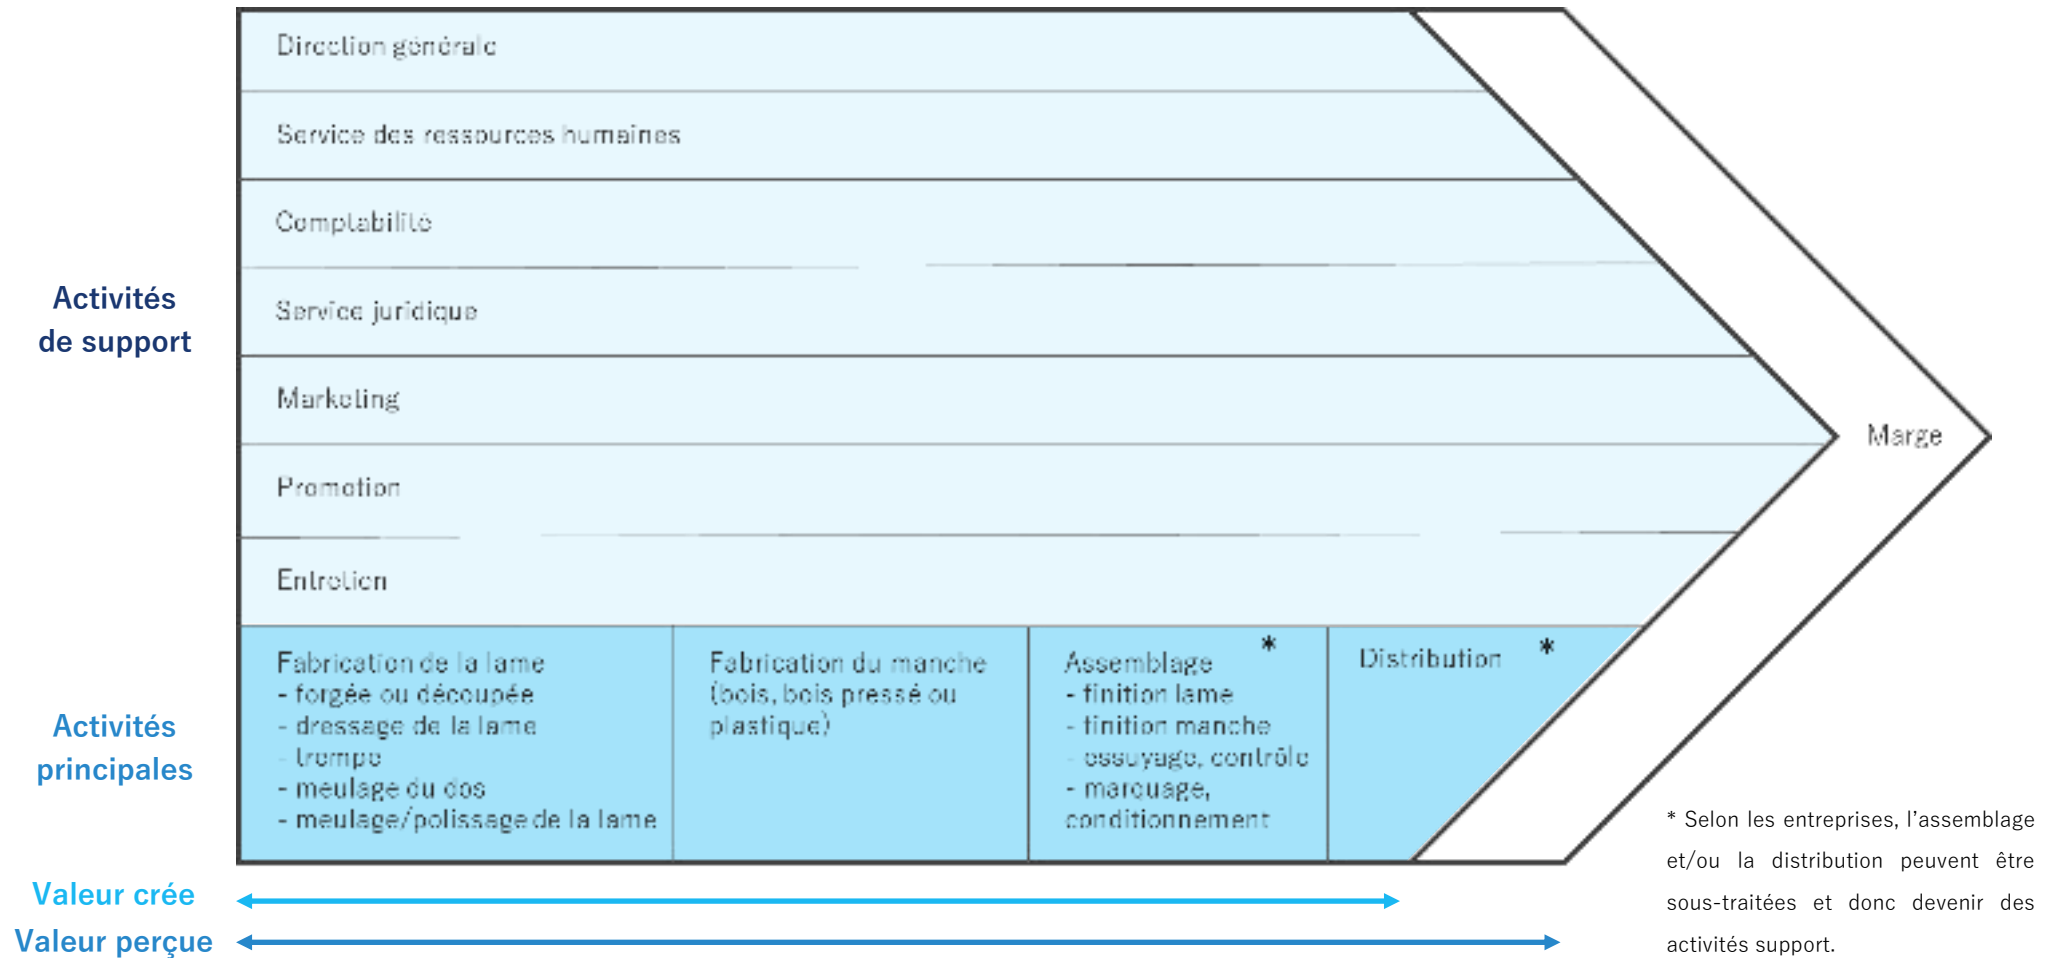 Direction générale
Service des ressources humaines
Comptabilité
Service juridique
Marketing
Promotion
Entretien
Activités
de support
Marge
Fabrication de la lame
- forgée ou découpée
- dressage de la lame
- trempe
- meulage du dos
- meulage/polissage de la lame
Fabrication du manche
(bois, bois pressé ou
plastique)
Assemblage *
- finition lame
- finition manche
- essuyage, contrôle
- marquage,
conditionnement
Distribution *
Activités
principales
Valeur crée
Valeur perçue
* Selon les entreprises, l’assemblage
et/ou la distribution peuvent être
sous-traitées et donc devenir des
activités support.